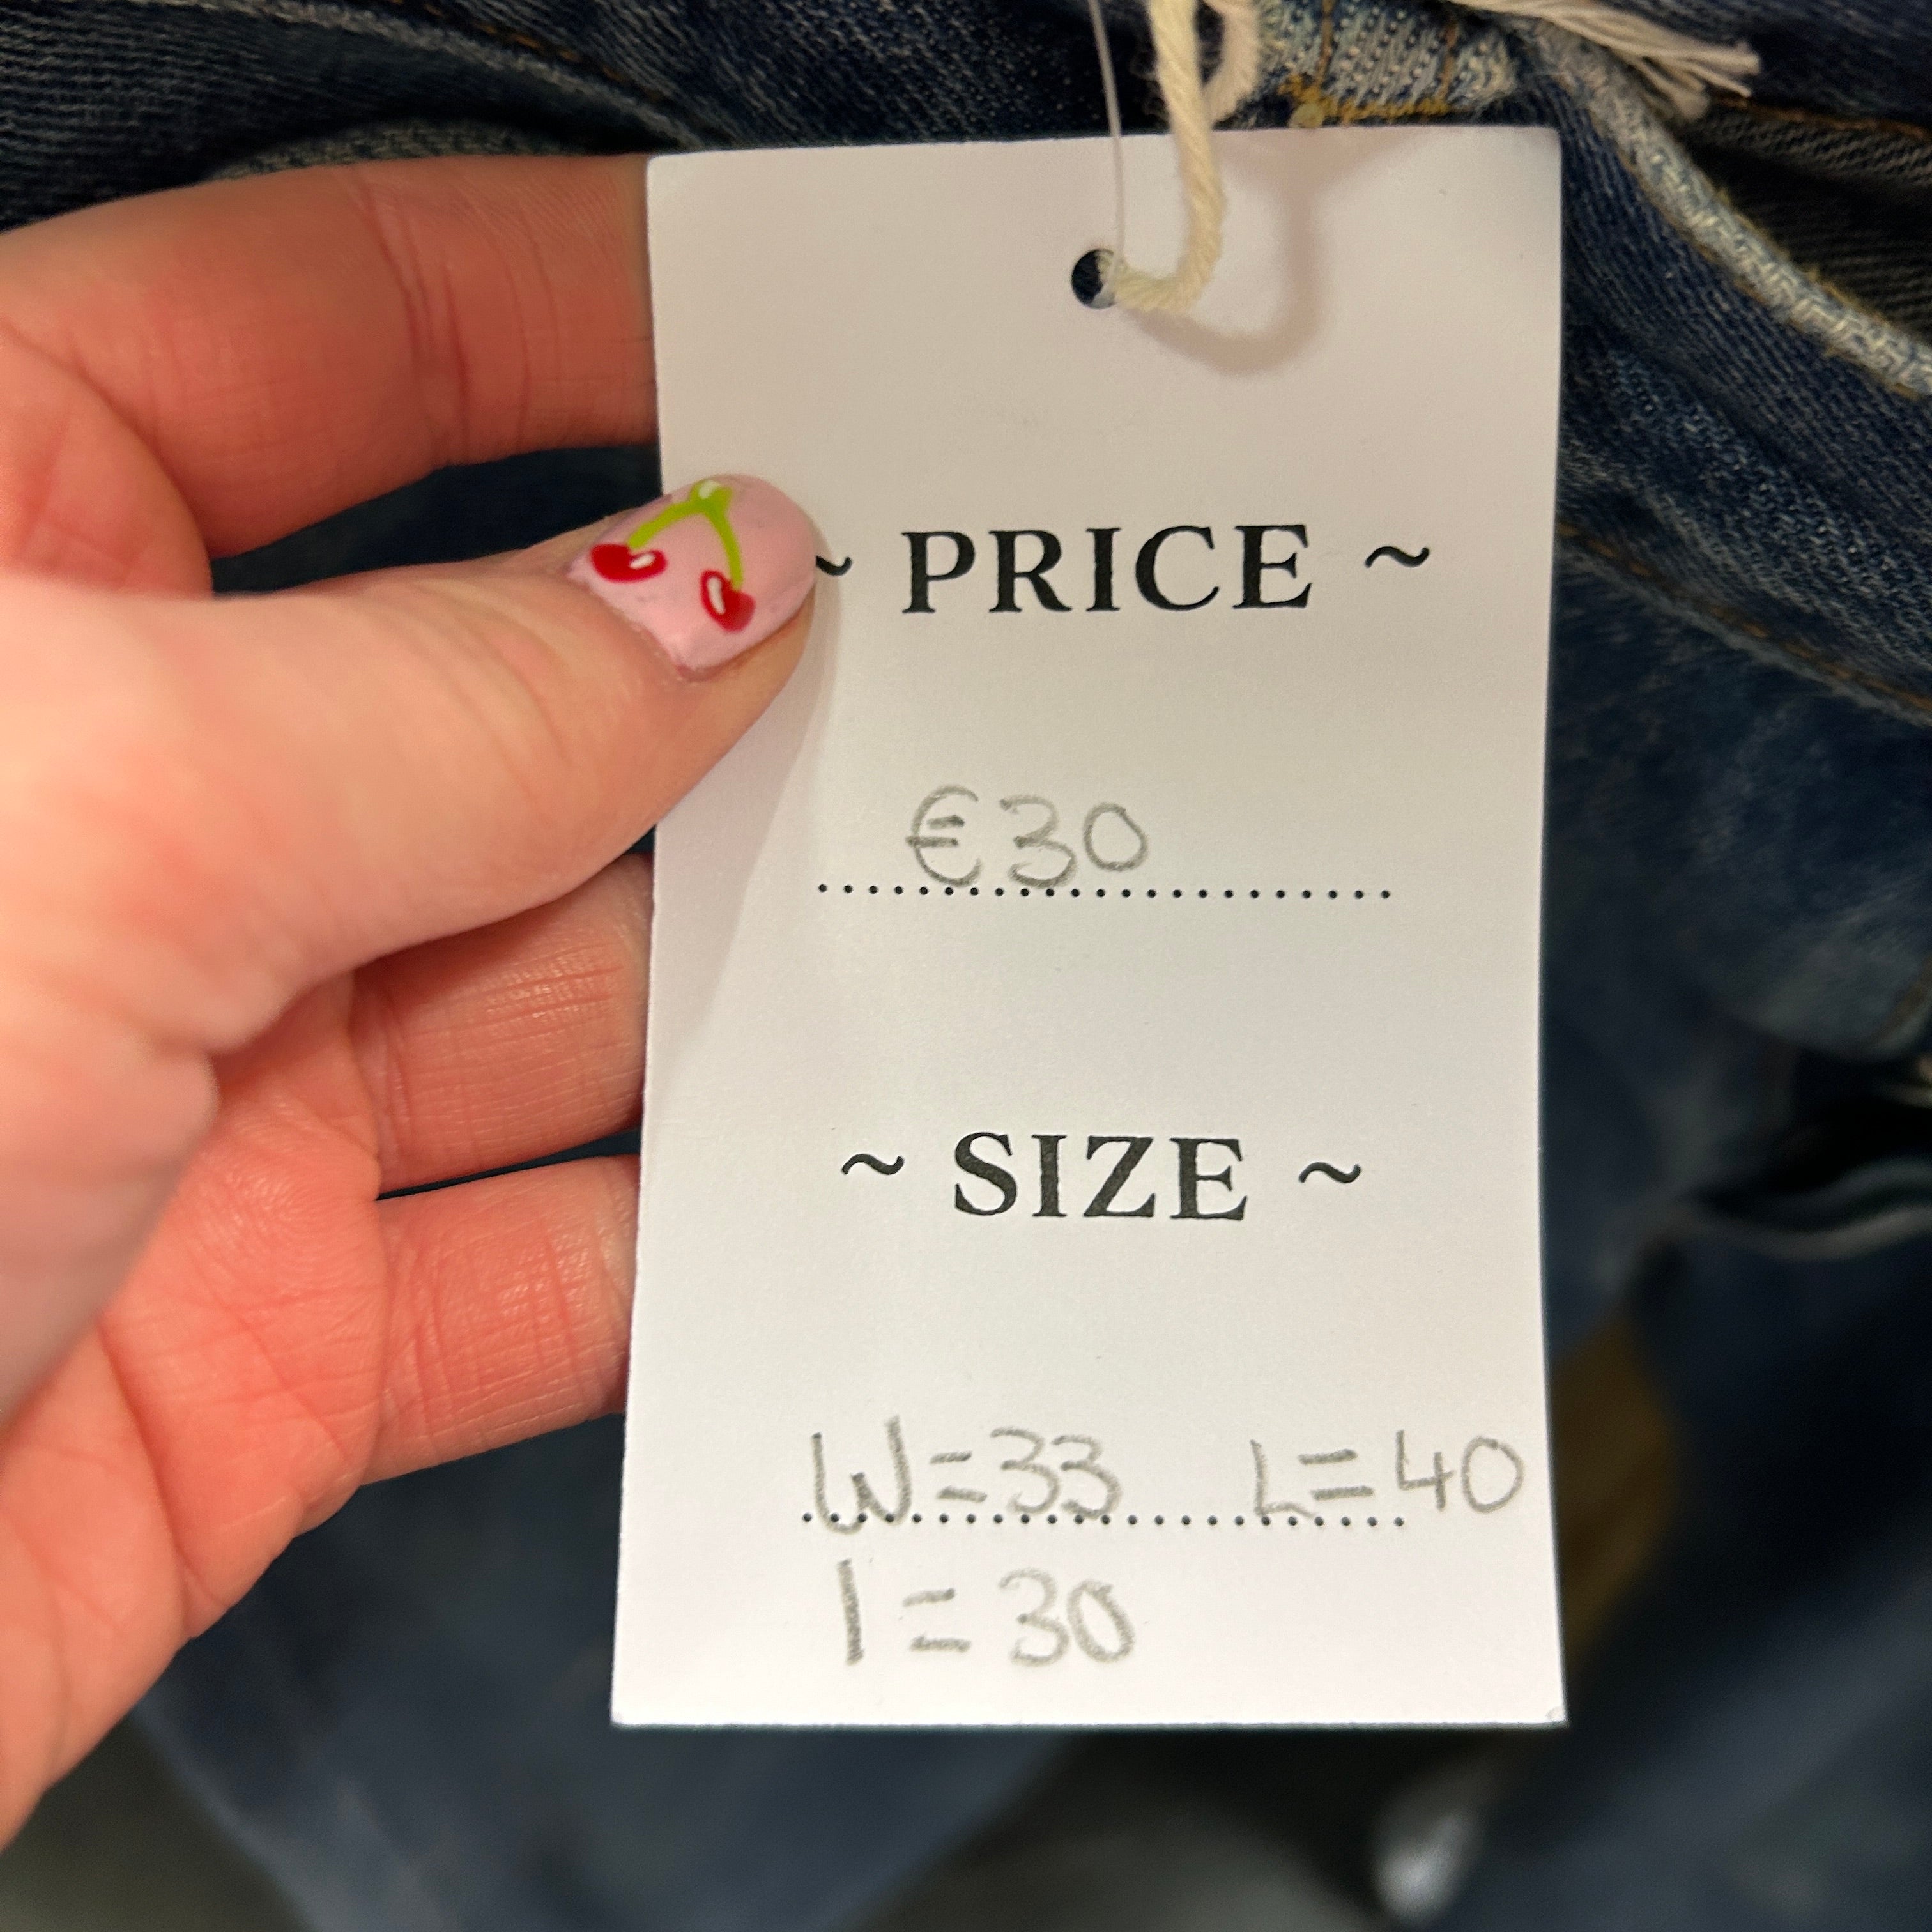 ~ PRICE ~
€30
~ SIZE ~
W=33 L=40
I=30